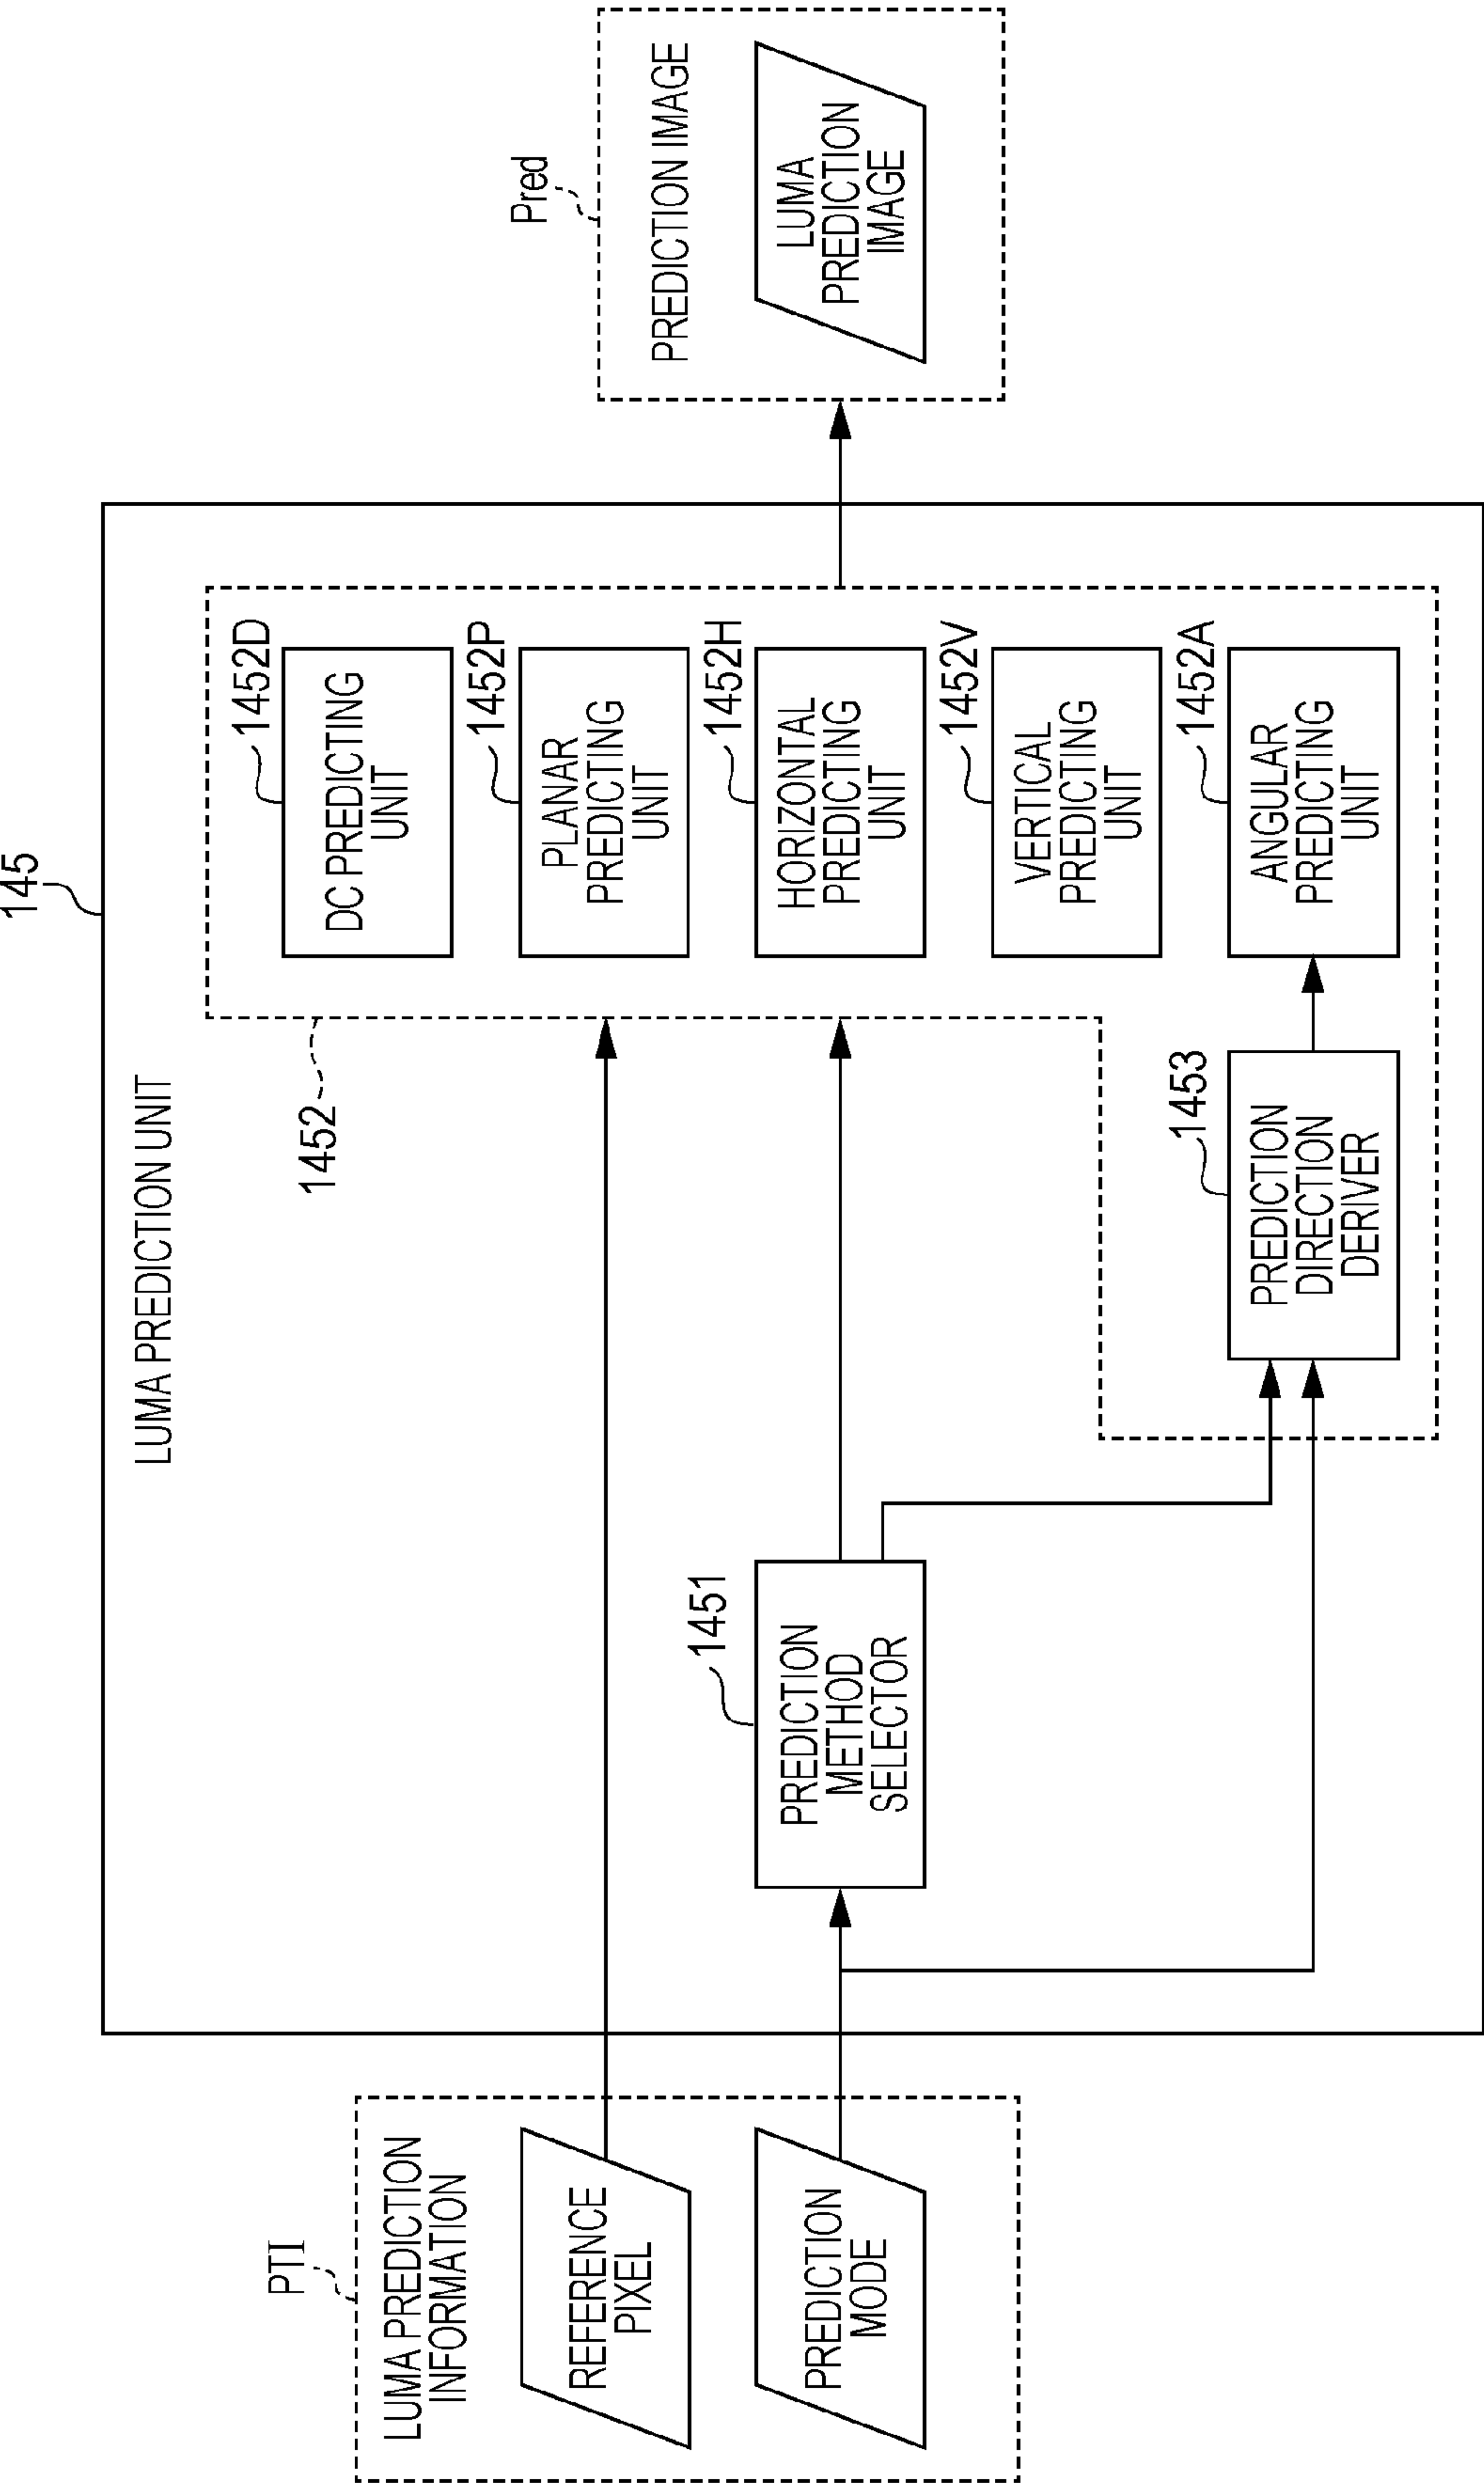 145
LUMA PREDICTION UNIT
PTI
LUMA PREDICTION
INFORMATION
REFERENCE
PIXEL
PREDICTION
MODE
1451
PREDICTION
METHOD
SELECTOR
1452
1452D
DC PREDICTING
UNIT
1452P
PLANAR
PREDICTING
UNIT
1452H
HORIZONTAL
PREDICTING
UNIT
1452V
VERTICAL
PREDICTING
UNIT
1453
PREDICTION
DIRECTION
DERIVER
1452A
ANGULAR
PREDICTING
UNIT
Pred
PREDICTION IMAGE
LUMA
PREDICTION
IMAGE